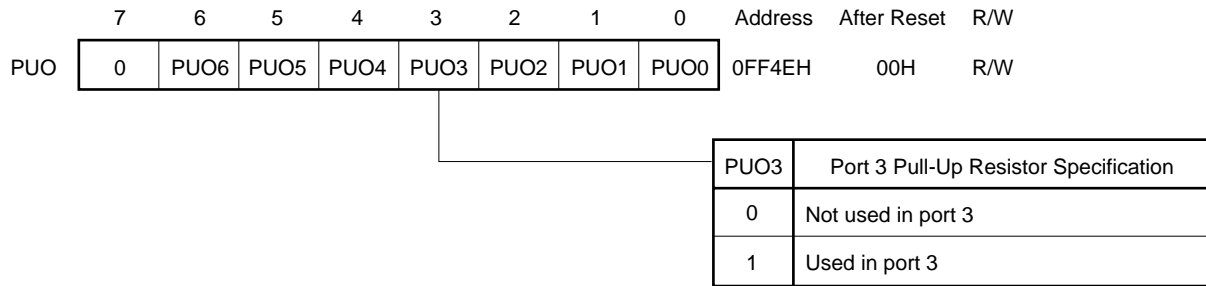 7 6 5 4 3 2 1 0 Address After Reset R/W
PUO 0 PUO6 PUO5 PUO4 PUO3 PUO2 PUO1 PUO0 0FF4EH 00H R/W
PUO3 Port 3 Pull-Up Resistor Specification
0 Not used in port 3
1 Used in port 3